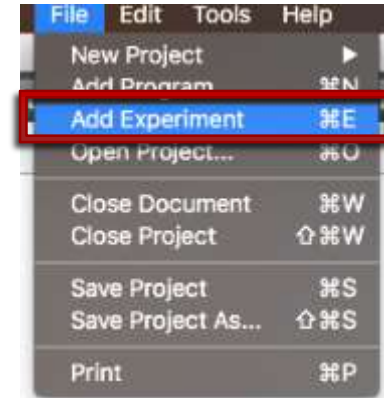 File Edit Tools Help
New Project ▶
Add Program ⌘N
Add Experiment ⌘E
Open Project... ⌘O
Close Document ⌘W
Close Project ⇧⌘W
Save Project ⌘S
Save Project As... ⇧⌘S
Print ⌘P